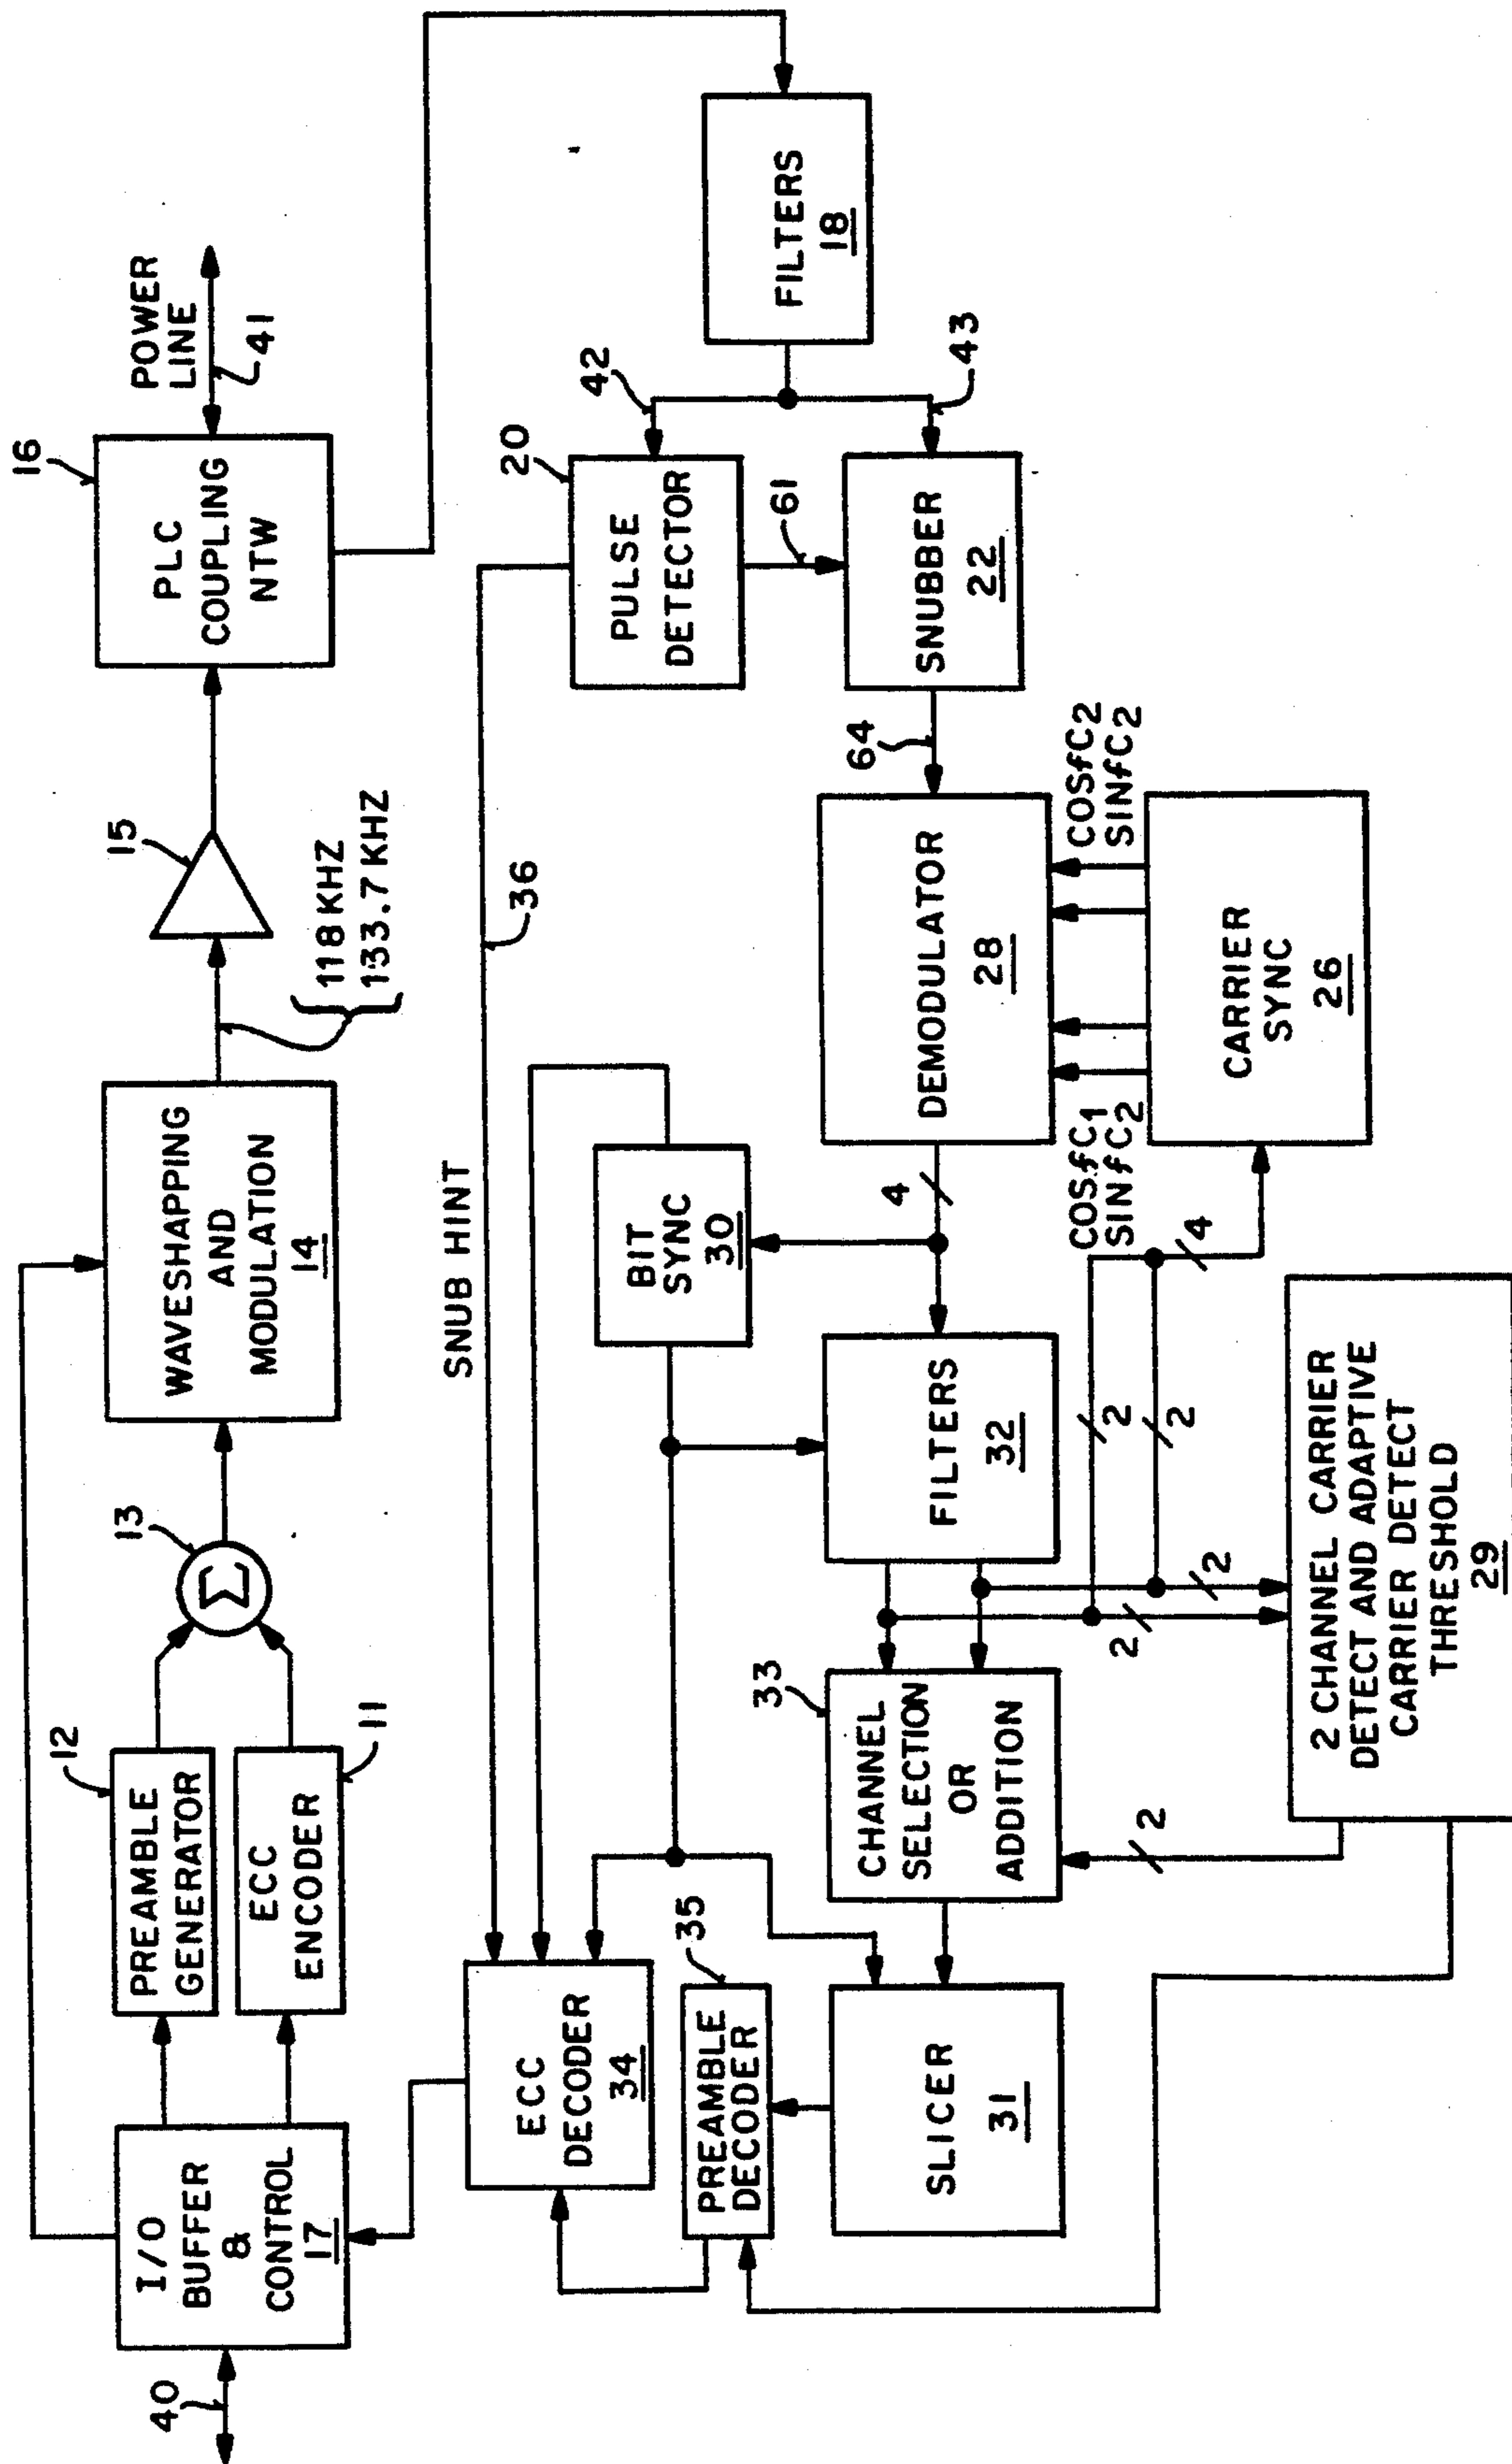 40
I/O
BUFFER
&
CONTROL
17
12
PREAMBLE
GENERATOR
ECC
ENCODER
11
13
Σ
WAVESHAPPING
AND
MODULATION
14
118 KHZ
133.7 KHZ
15
16
PLC
COUPLING
NTW
POWER
LINE
41
SNUB HINT
36
ECC
DECODER
34
PREAMBLE
DECODER
35
BIT
SYNC
30
20
PULSE
DETECTOR
42
61
43
FILTERS
18
SNUBBER
22
64
DEMODULATOR
28
4
FILTERS
32
33
CHANNEL
SELECTION
OR
ADDITION
SLICER
31
COSfC1
SINfC2
COSfC2
SINfC2
CARRIER
SYNC
26
4
2
2
2
2
2
2 CHANNEL CARRIER
DETECT AND ADAPTIVE
CARRIER DETECT
THRESHOLD
29